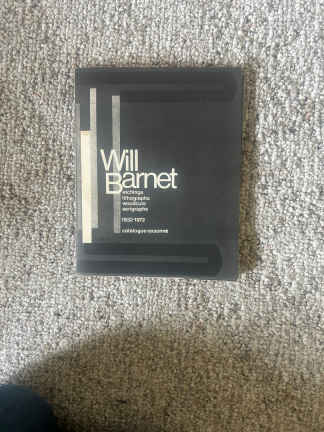 Will
Barnet
etchings
lithographs
woodcuts
serigraphs
1932-1972
catalogue raisonné